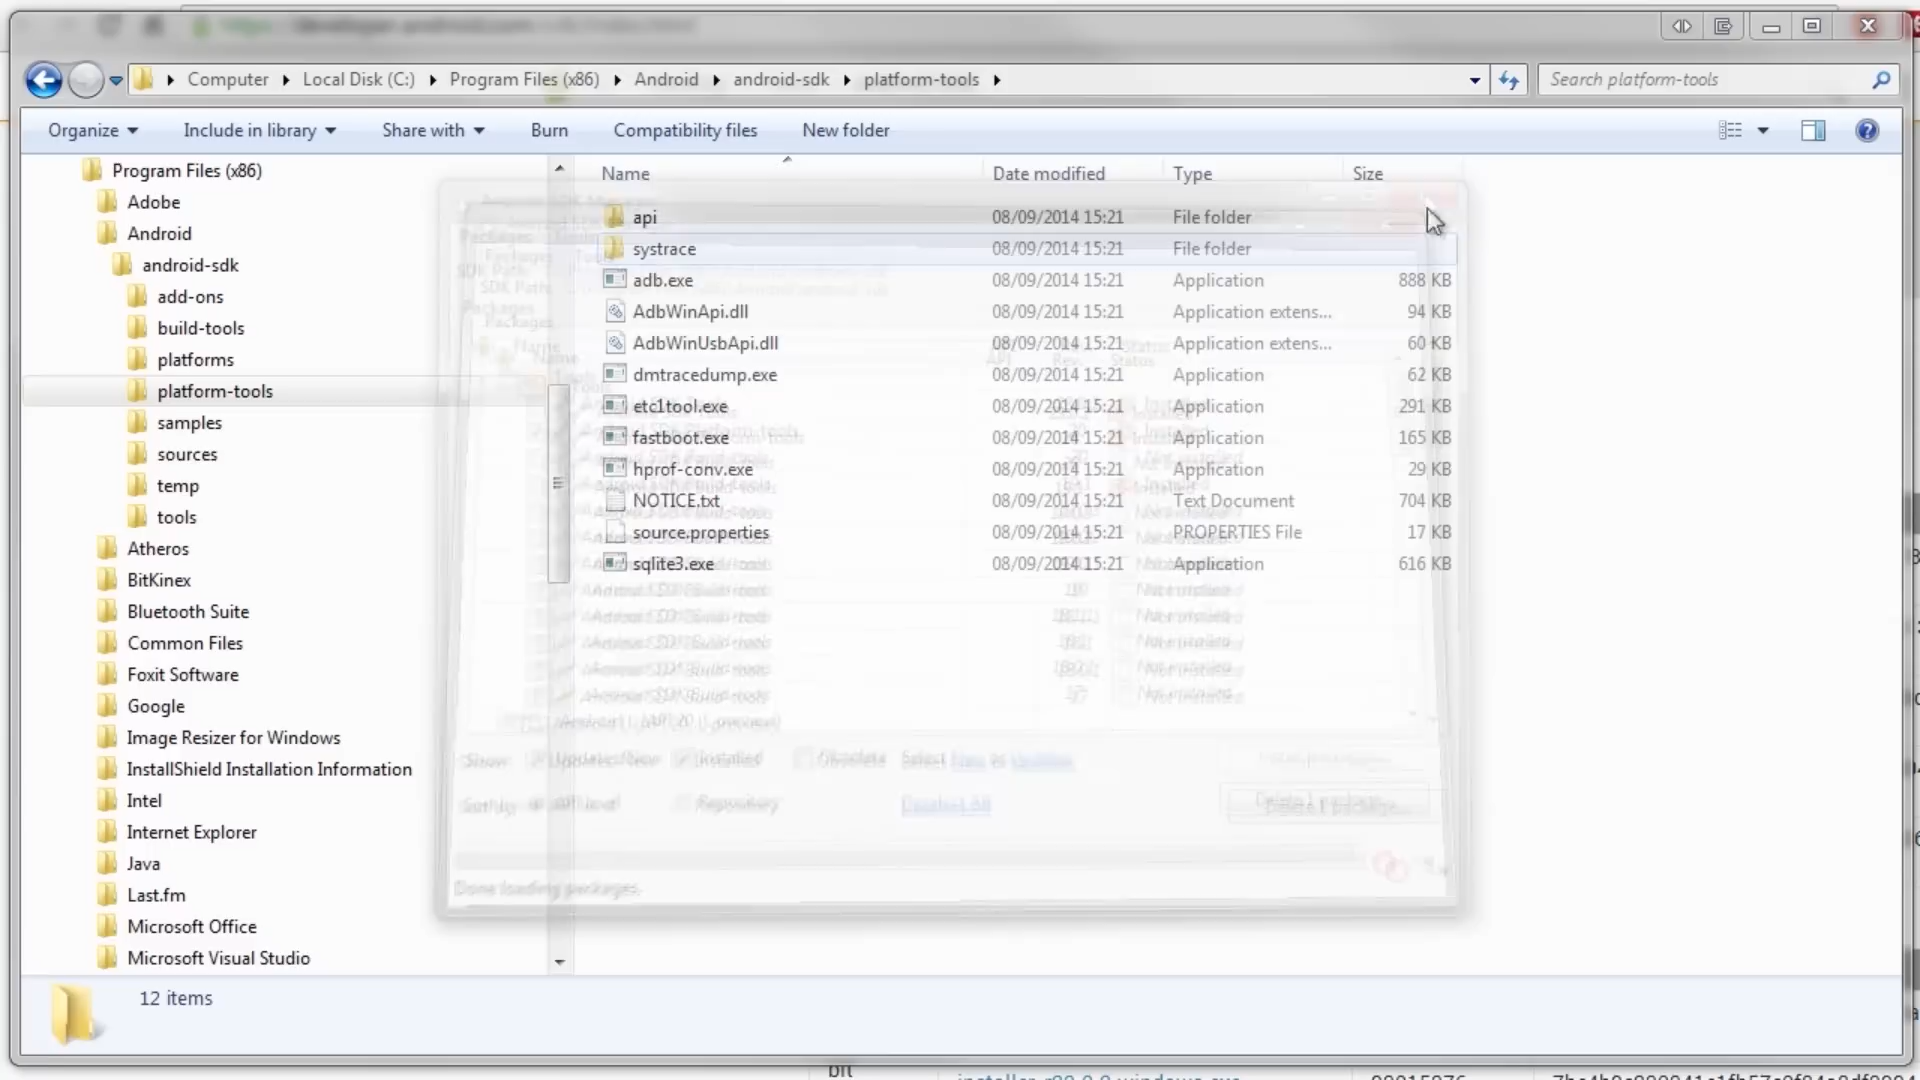 Computer Local Disk (C:) Program Files (x86) Android android-sdk platform-tools Search platform-tools
Organize Include in library Share with Burn Compatibility files New folder
Program Files (x86)
Adobe
Android
android-sdk
add-ons
build-tools
platforms
platform-tools
samples
sources
temp
tools
Atheros
BitKinex
Bluetooth Suite
Common Files
Foxit Software
Google
Image Resizer for Windows
InstallShield Installation Information
Intel
Internet Explorer
Java
Last.fm
Microsoft Office
Microsoft Visual Studio
Name Date modified Type Size
api 08/09/2014 15:21 File folder
systrace 08/09/2014 15:21 File folder
adb.exe 08/09/2014 15:21 Application 888 KB
AdbWinApi.dll 08/09/2014 15:21 Application extens... 94 KB
AdbWinUsbApi.dll 08/09/2014 15:21 Application extens... 60 KB
dmtracedump.exe 08/09/2014 15:21 Application 62 KB
etc1tool.exe 08/09/2014 15:21 Application 291 KB
fastboot.exe 08/09/2014 15:21 Application 165 KB
hprof-conv.exe 08/09/2014 15:21 Application 29 KB
NOTICE.txt 08/09/2014 15:21 Text Document 704 KB
source.properties 08/09/2014 15:21 PROPERTIES File 17 KB
sqlite3.exe 08/09/2014 15:21 Application 616 KB
Done loading packages.
12 items
bit